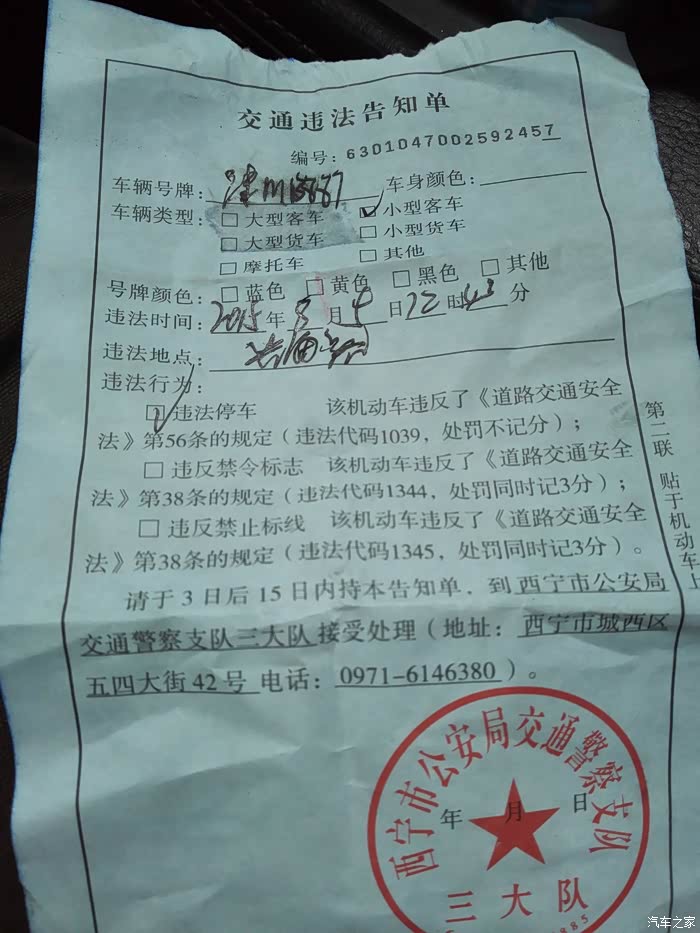 交通违法告知单
编号：6301047002592457
车辆号牌： 车身颜色：
车辆类型： □ 大型客车 ☑ 小型客车
□ 大型货车 □ 小型货车
□ 摩托车 □ 其他
号牌颜色： □ 蓝色 □ 黄色 □ 黑色 □ 其他
违法时间： 2015 年 月 日 12 时 43 分
违法地点：
违法行为：
☑ 违法停车 该机动车违反了《道路交通安全
法》第56条的规定（违法代码1039，处罚不记分）；
□ 违反禁令标志 该机动车违反了《道路交通安全
法》第38条的规定（违法代码1344，处罚同时记3分）；
□ 违反禁止标线 该机动车违反了《道路交通安全
法》第38条的规定（违法代码1345，处罚同时记3分）。
请于3日后15日内持本告知单，到西宁市公安局
交通警察支队三大队接受处理（地址：西宁市城西区
五四大街42号 电话：0971-6146380）。
第二联 贴于机动车
年 月 日
西宁市公安局交通警察支队
三大队
885
汽车之家